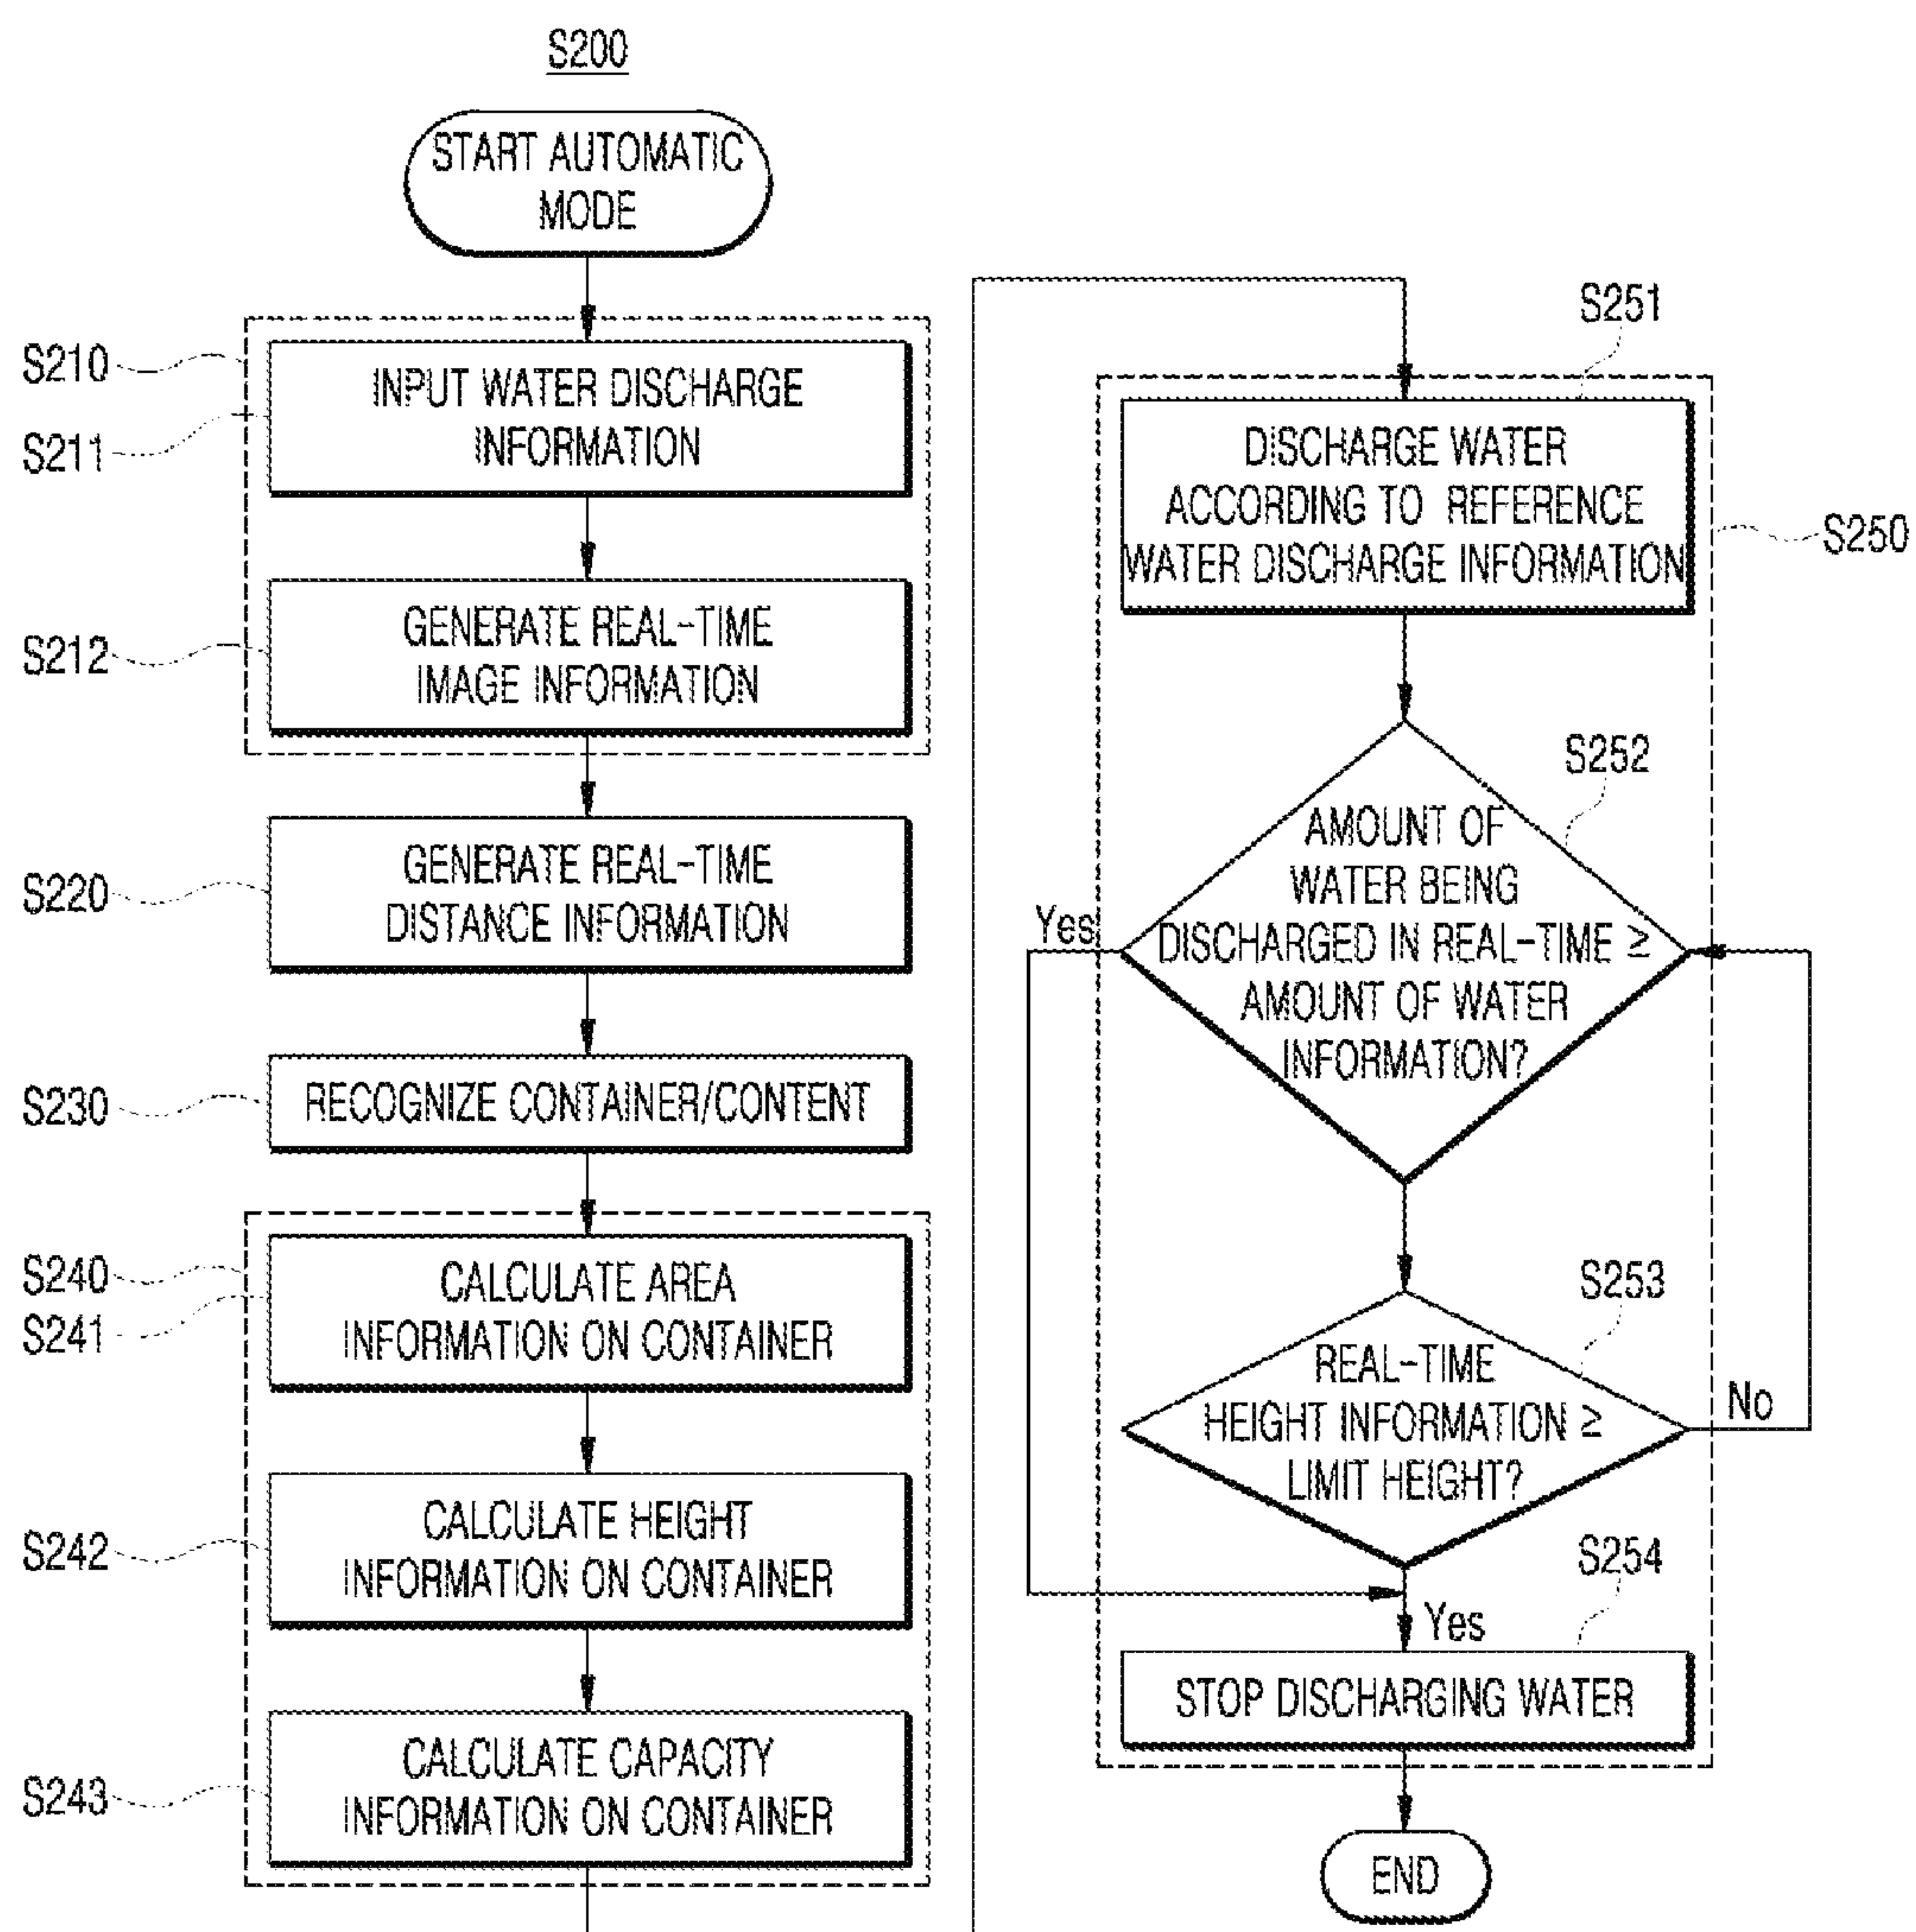 S200
START AUTOMATIC
MODE
S210
S211
INPUT WATER DISCHARGE
INFORMATION
S212
GENERATE REAL-TIME
IMAGE INFORMATION
S220
GENERATE REAL-TIME
DISTANCE INFORMATION
S230
RECOGNIZE CONTAINER/CONTENT
S240
S241
CALCULATE AREA
INFORMATION ON CONTAINER
S242
CALCULATE HEIGHT
INFORMATION ON CONTAINER
S243
CALCULATE CAPACITY
INFORMATION ON CONTAINER
S251
DISCHARGE WATER
ACCORDING TO REFERENCE
WATER DISCHARGE INFORMATION
S250
S252
AMOUNT OF
WATER BEING
DISCHARGED IN REAL-TIME ≥
AMOUNT OF WATER
INFORMATION?
Yes
S253
REAL-TIME
HEIGHT INFORMATION ≥
LIMIT HEIGHT?
No
S254
Yes
STOP DISCHARGING WATER
END